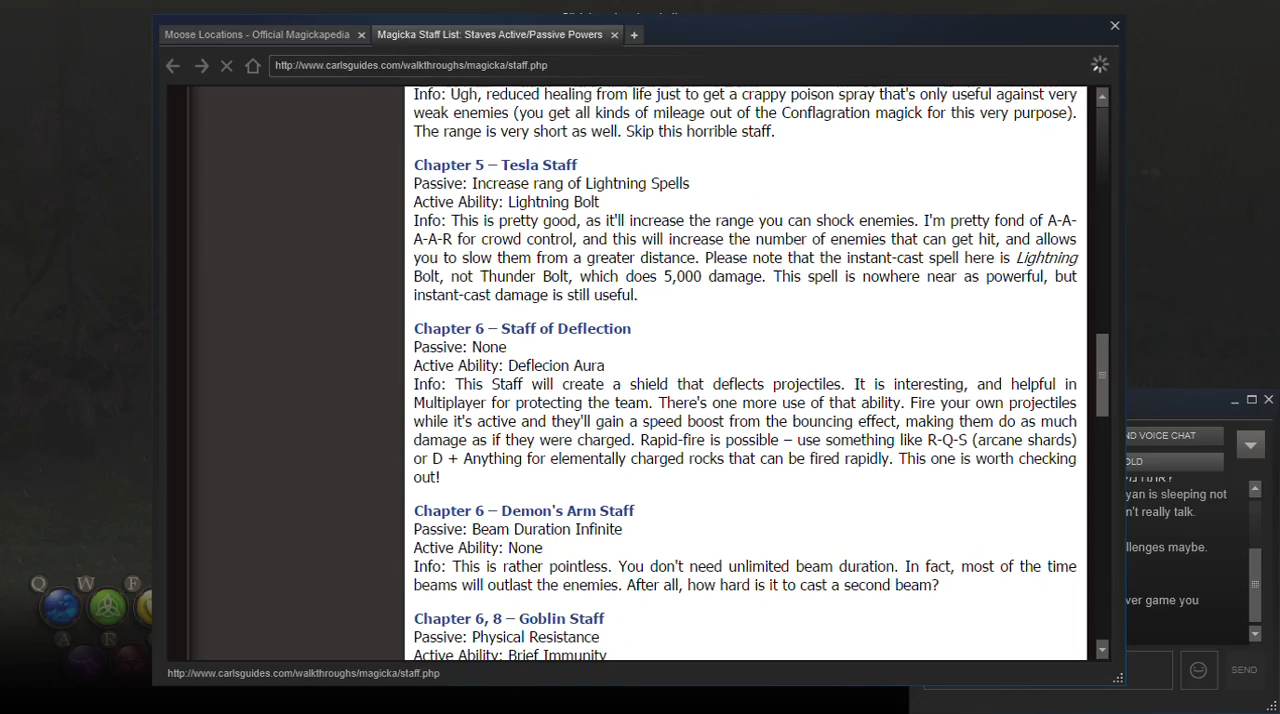 Moose Locations - Official Magickapedia
Magicka Staff List: Staves Active/Passive Powers
http://www.carlsguides.com/walkthroughs/magicka/staff.php
Info: Ugh, reduced healing from life just to get a crappy poison spray that's only useful against very
weak enemies (you get all kinds of mileage out of the Conflagration magick for this very purpose).
The range is very short as well. Skip this horrible staff.
Chapter 5 – Tesla Staff
Passive: Increase rang of Lightning Spells
Active Ability: Lightning Bolt
Info: This is pretty good, as it'll increase the range you can shock enemies. I'm pretty fond of A-A-
A-A-R for crowd control, and this will increase the number of enemies that can get hit, and allows
you to slow them from a greater distance. Please note that the instant-cast spell here is Lightning
Bolt, not Thunder Bolt, which does 5,000 damage. This spell is nowhere near as powerful, but
instant-cast damage is still useful.
Chapter 6 – Staff of Deflection
Passive: None
Active Ability: Deflecion Aura
Info: This Staff will create a shield that deflects projectiles. It is interesting, and helpful in
Multiplayer for protecting the team. There's one more use of that ability. Fire your own projectiles
while it's active and they'll gain a speed boost from the bouncing effect, making them do as much
damage as if they were charged. Rapid-fire is possible – use something like R-Q-S (arcane shards)
or D + Anything for elementally charged rocks that can be fired rapidly. This one is worth checking
out!
Chapter 6 – Demon's Arm Staff
Passive: Beam Duration Infinite
Active Ability: None
Info: This is rather pointless. You don't need unlimited beam duration. In fact, most of the time
beams will outlast the enemies. After all, how hard is it to cast a second beam?
Chapter 6, 8 – Goblin Staff
Passive: Physical Resistance
Active Ability: Brief Immunity
http://www.carlsguides.com/walkthroughs/magicka/staff.php
ND VOICE CHAT
OLD
yan is sleeping not
n't really talk.
llenges maybe.
ver game you
SEND
Q W F
A R